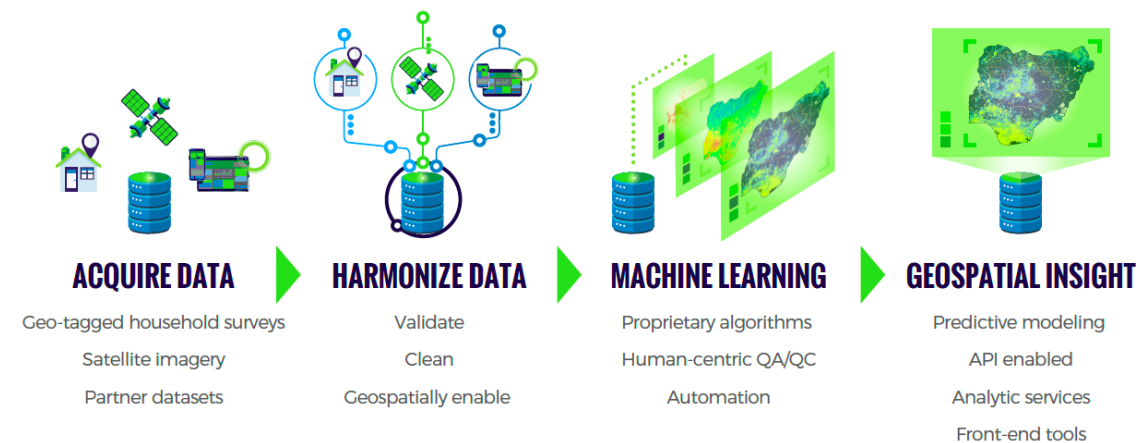 ACQUIRE DATA
Geo-tagged household surveys
Satellite imagery
Partner datasets
HARMONIZE DATA
Validate
Clean
Geospatially enable
MACHINE LEARNING
Proprietary algorithms
Human-centric QA/QC
Automation
GEOSPATIAL INSIGHT
Predictive modeling
API enabled
Analytic services
Front-end tools